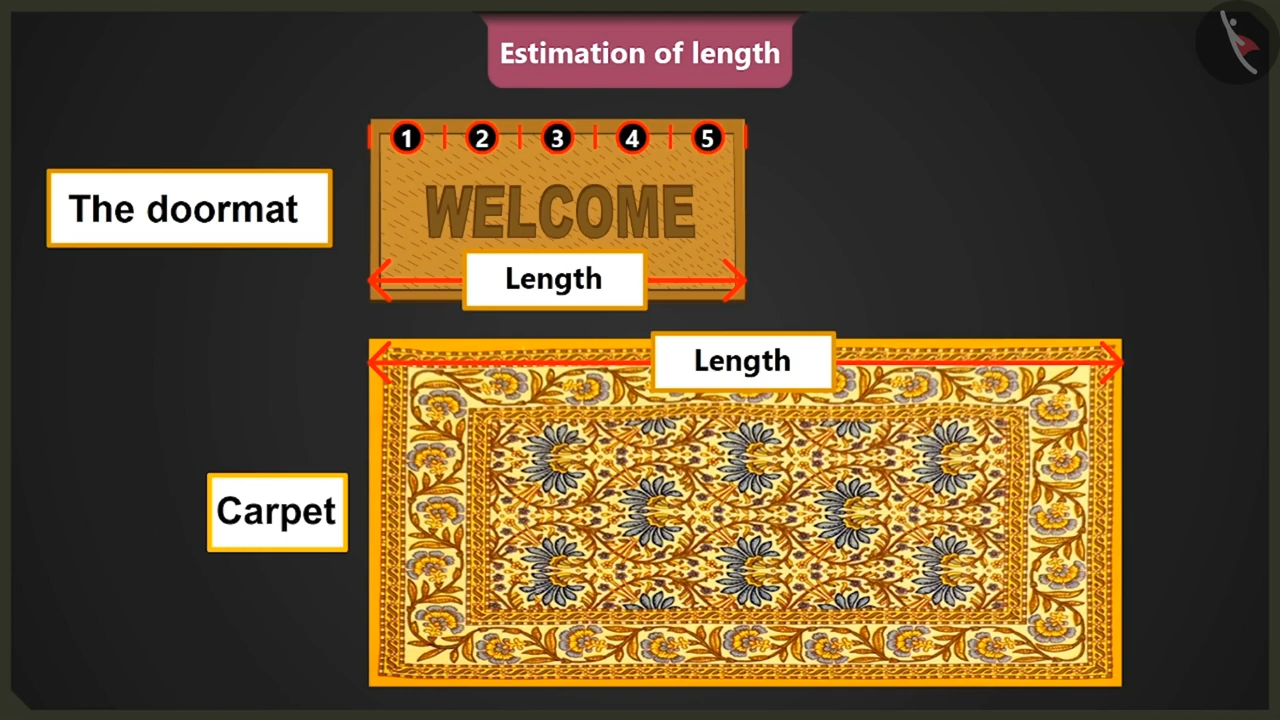 Estimation of length
1 2 3 4 5
The doormat
WELCOME
Length
Length
Carpet